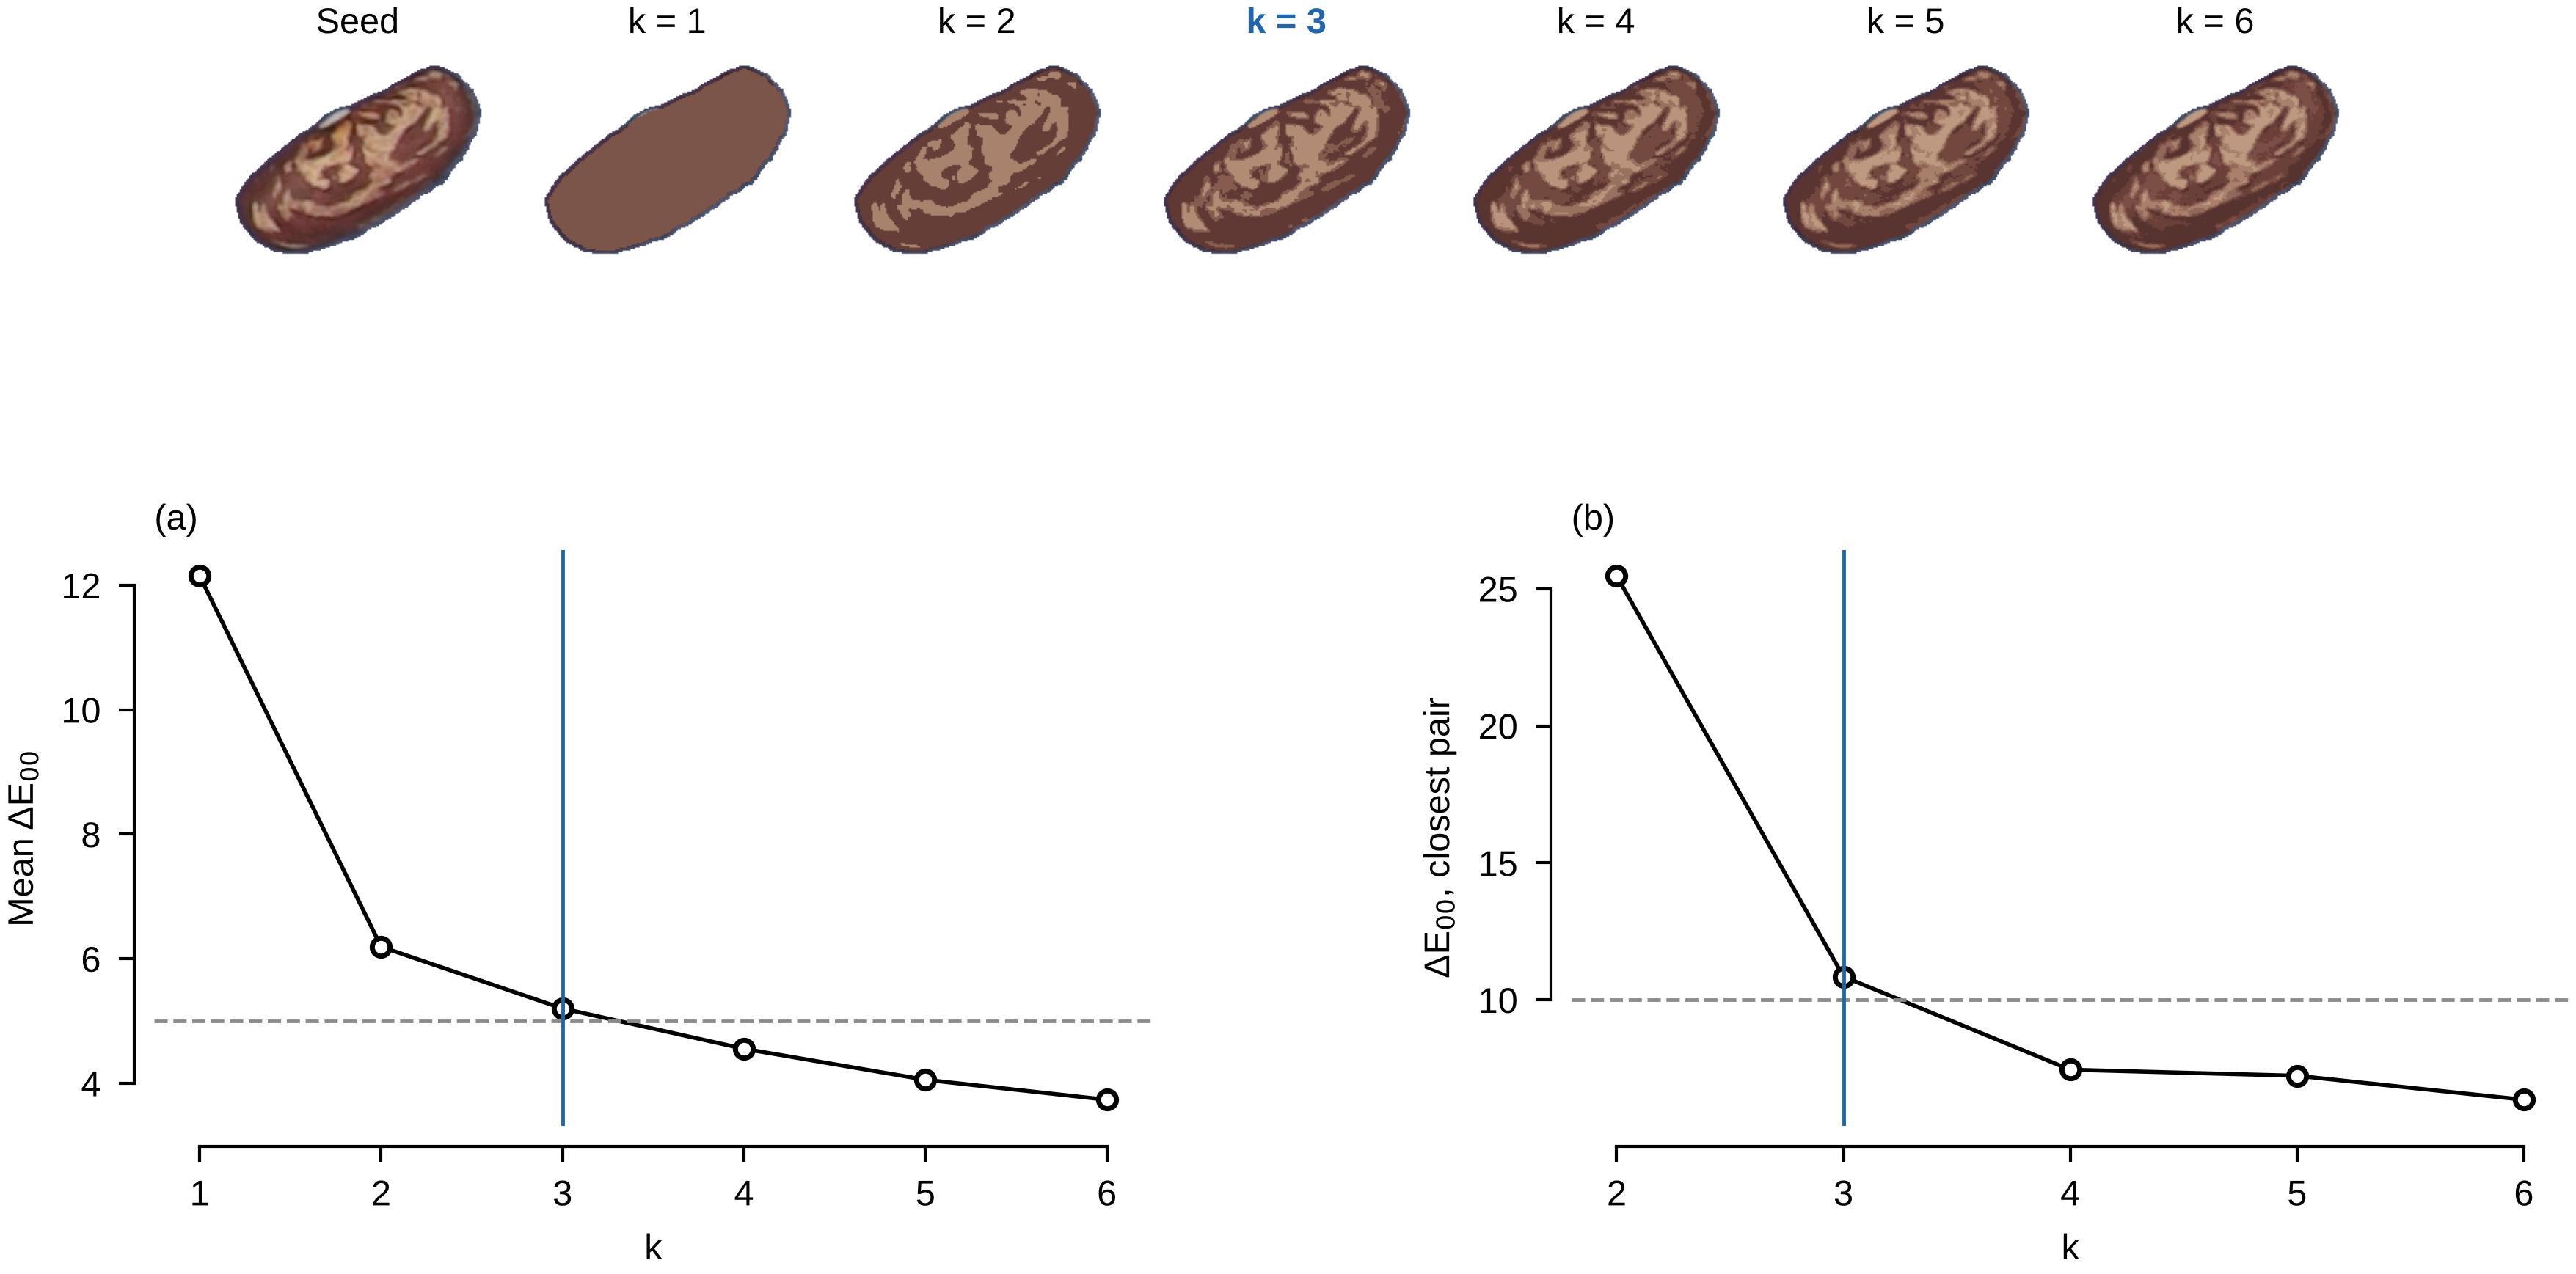 Seed k = 1 k = 2 k = 3 k = 4 k = 5 k = 6
(a)
12
10
8
6
4
Mean ΔE00
1 2 3 4 5 6
k
(b)
25
20
15
10
ΔE00, closest pair
2 3 4 5 6
k